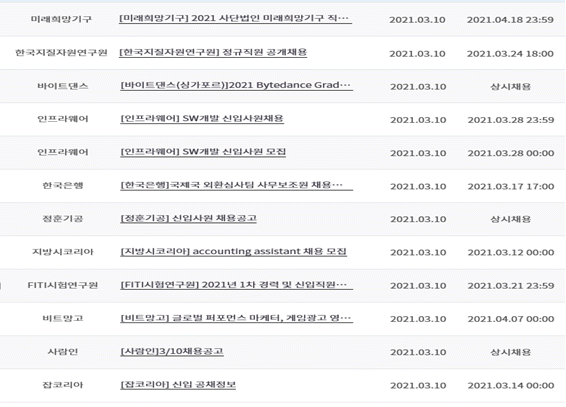 미래희망기구 [미래희망기구] 2021 사단법인 미래희망기구 직··· 2021.03.10 2021.04.18 23:59
한국지질자원연구원 [한국지질자원연구원] 정규직원 공개채용 2021.03.10 2021.03.24 18:00
바이트댄스 [바이트댄스(싱가포르)]2021 Bytedance Grad··· 2021.03.10 상시채용
인프라웨어 [인프라웨어] SW개발 신입사원채용 2021.03.10 2021.03.28 23:59
인프라웨어 [인프라웨어] SW개발 신입사원 모집 2021.03.10 2021.03.28 00:00
한국은행 [한국은행]국제국 외환심사팀 사무보조원 채용··· 2021.03.10 2021.03.17 17:00
정훈기공 [정훈기공] 신입사원 채용공고 2021.03.10 상시채용
지방시코리아 [지방시코리아] accounting assistant 채용 모집 2021.03.10 2021.03.12 00:00
FITI시험연구원 [FITI시험연구원] 2021년 1차 경력 및 신입직원··· 2021.03.10 2021.03.21 23:59
비트망고 [비트망고] 글로벌 퍼포먼스 마케터, 게임광고 영··· 2021.03.10 2021.04.07 00:00
사람인 [사람인]3/10채용공고 2021.03.10 상시채용
잡코리아 [잡코리아] 신입 공채정보 2021.03.10 2021.03.14 00:00